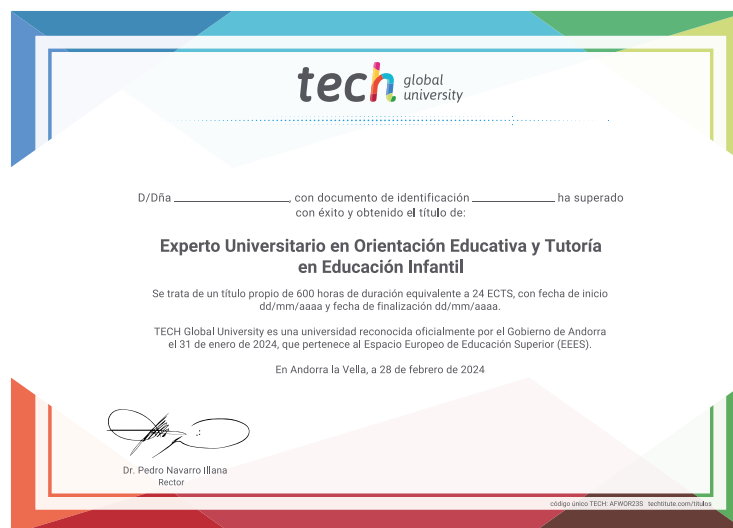 tech global university
D/Dña ____________, con documento de identificación ____________ ha superado
con éxito y obtenido el título de:
Experto Universitario en Orientación Educativa y Tutoría
en Educación Infantil
Se trata de un título propio de 600 horas de duración equivalente a 24 ECTS, con fecha de inicio
dd/mm/aaaa y fecha de finalización dd/mm/aaaa.
TECH Global University es una universidad reconocida oficialmente por el Gobierno de Andorra
el 31 de enero de 2024, que pertenece al Espacio Europeo de Educación Superior (EEES).
En Andorra la Vella, a 28 de febrero de 2024
Dr. Pedro Navarro Illana
Rector
código único TECH: AFWOR23S techtitute.com/titulos